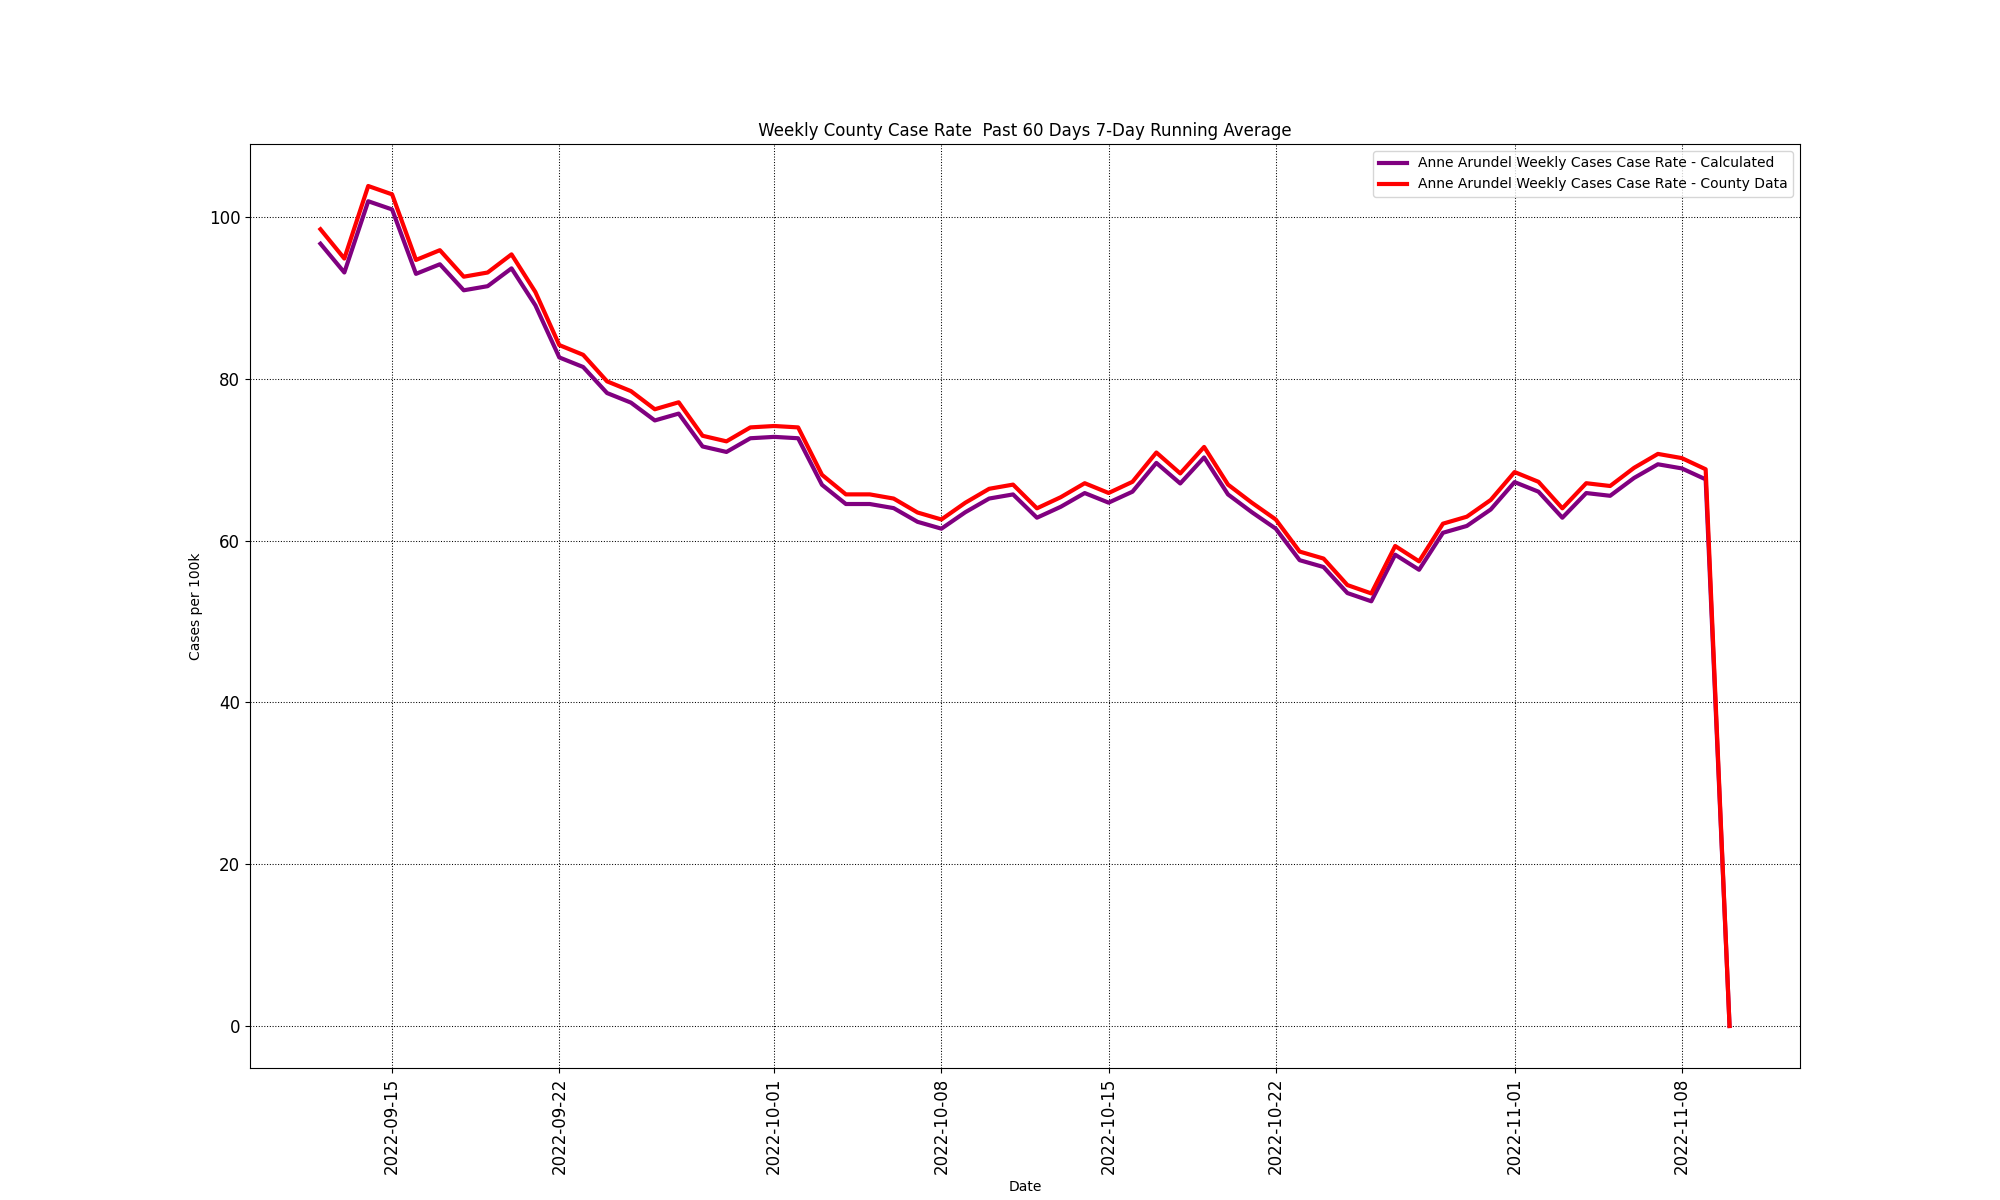 Weekly County Case Rate  Past 60 Days 7-Day Running Average
Anne Arundel Weekly Cases Case Rate - Calculated
Anne Arundel Weekly Cases Case Rate - County Data
Cases per 100k
100
80
60
40
20
0
2022-09-15
2022-09-22
2022-10-01
2022-10-08
2022-10-15
2022-10-22
2022-11-01
2022-11-08
Date